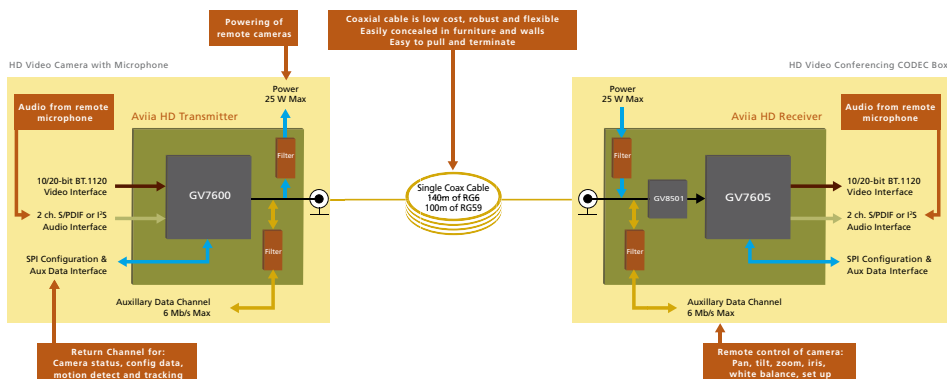 Powering of
remote cameras
Coaxial cable is low cost, robust and flexible
Easily concealed in furniture and walls
Easy to pull and terminate
HD Video Camera with Microphone
HD Video Conferencing CODEC Box
Audio from remote
microphone
Aviia HD Transmitter
Power
25 W Max
Filter
GV7600
10/20-bit BT.1120
Video Interface
2 ch. S/PDIF or I²S
Audio Interface
Filter
SPI Configuration &
Aux Data Interface
Auxillary Data Channel
6 Mb/s Max
Return Channel for:
Camera status, config data,
motion detect and tracking
Single Coax Cable
140m of RG6
100m of RG59
Power
25 W Max
Aviia HD Receiver
Audio from remote
microphone
Filter
GV8501
GV7605
10/20-bit BT.1120
Video Interface
2 ch. S/PDIF or I²S
Audio Interface
Filter
SPI Configuration &
Aux Data Interface
Auxillary Data Channel
6 Mb/s Max
Remote control of camera:
Pan, tilt, zoom, iris,
white balance, set up